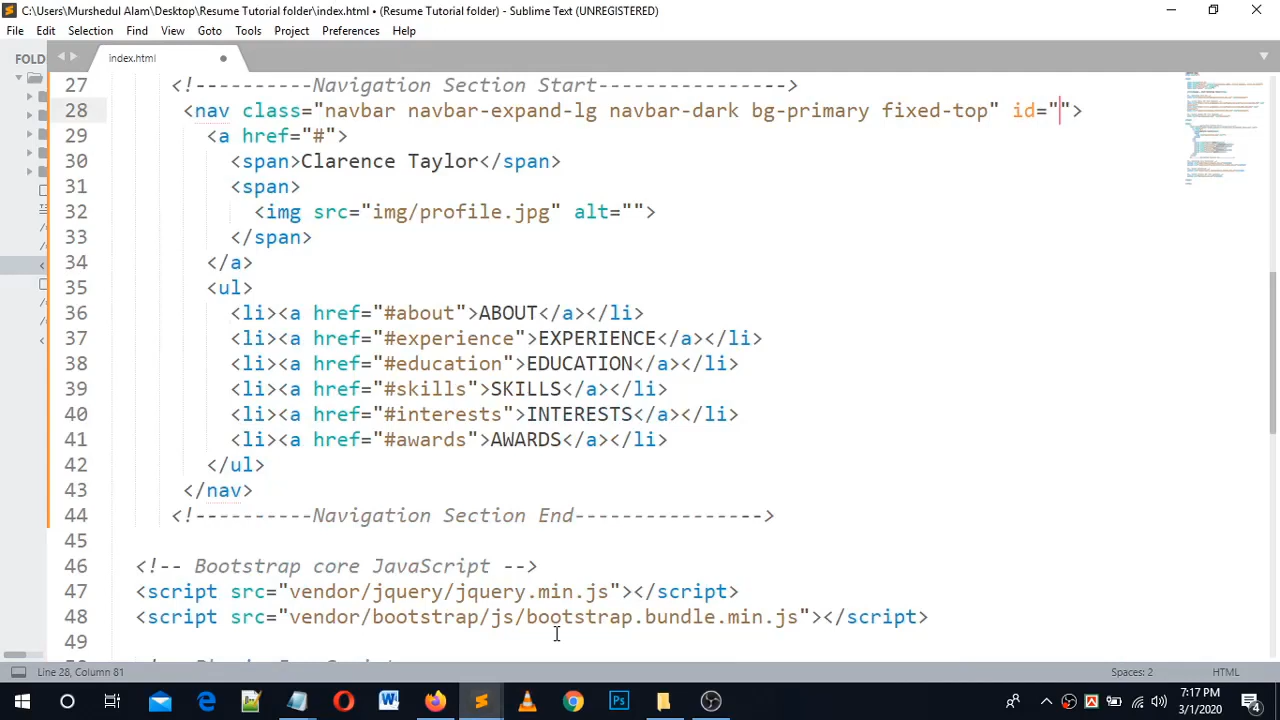 C:\Users\Murshedul Alam\Desktop\Resume Tutorial folder\index.html • (Resume Tutorial folder) - Sublime Text (UNREGISTERED)
File Edit Selection Find View Goto Tools Project Preferences Help
FOLD
index.html
27 <!----------Navigation Section Start---------------->
28 <nav class="navbar navbar-expand-lg navbar-dark bg-primary fixed-top" id="">
29 <a href="#">
30 <span>Clarence Taylor</span>
31 <span>
32 <img src="img/profile.jpg" alt="">
33 </span>
34 </a>
35 <ul>
36 <li><a href="#about">ABOUT</a></li>
37 <li><a href="#experience">EXPERIENCE</a></li>
38 <li><a href="#education">EDUCATION</a></li>
39 <li><a href="#skills">SKILLS</a></li>
40 <li><a href="#interests">INTERESTS</a></li>
41 <li><a href="#awards">AWARDS</a></li>
42 </ul>
43 </nav>
44 <!----------Navigation Section End---------------->
45
46 <!-- Bootstrap core JavaScript -->
47 <script src="vendor/jquery/jquery.min.js"></script>
48 <script src="vendor/bootstrap/js/bootstrap.bundle.min.js"></script>
49
Line 28, Column 81 Spaces: 2 HTML
7:17 PM
3/1/2020